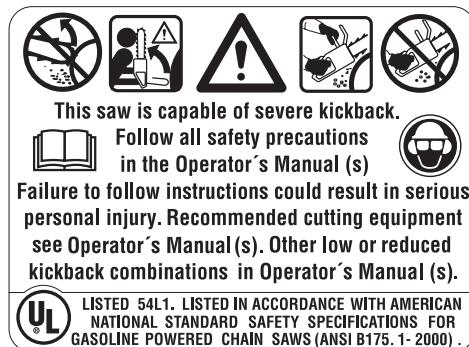 This saw is capable of severe kickback.
Follow all safety precautions
in the Operator´s Manual (s)
Failure to follow instructions could result in serious
personal injury. Recommended cutting equipment
see Operator´s Manual (s). Other low or reduced
kickback combinations in Operator´s Manual (s).
UL ®
LISTED 54L1. LISTED IN ACCORDANCE WITH AMERICAN
NATIONAL STANDARD SAFETY SPECIFICATIONS FOR
GASOLINE POWERED CHAIN SAWS (ANSI B175. 1- 2000) .